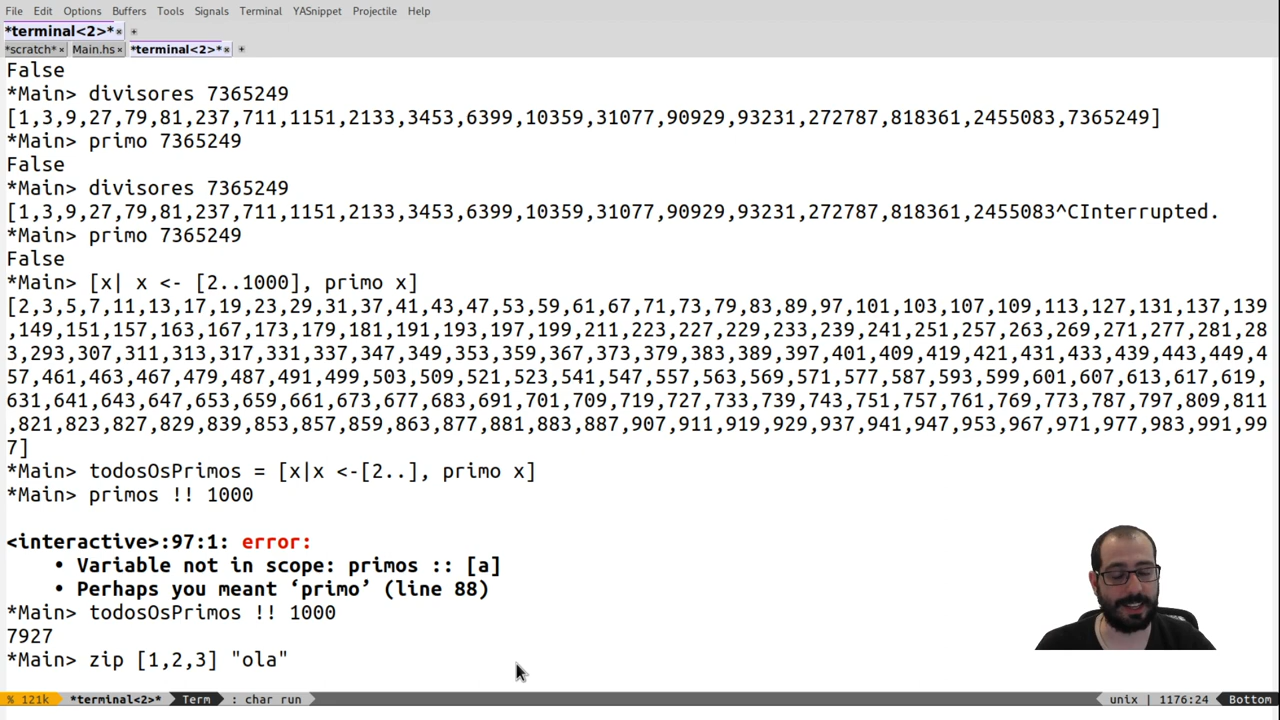 File Edit Options Buffers Tools Signals Terminal YASnippet Projectile Help
*terminal<2>*× +
*scratch*× Main.hs× *terminal<2>*× +
False
*Main> divisores 7365249
[1,3,9,27,79,81,237,711,1151,2133,3453,6399,10359,31077,90929,93231,272787,818361,2455083,7365249]
*Main> primo 7365249
False
*Main> divisores 7365249
[1,3,9,27,79,81,237,711,1151,2133,3453,6399,10359,31077,90929,93231,272787,818361,2455083^CInterrupted.
*Main> primo 7365249
False
*Main> [x| x <- [2..1000], primo x]
[2,3,5,7,11,13,17,19,23,29,31,37,41,43,47,53,59,61,67,71,73,79,83,89,97,101,103,107,109,113,127,131,137,139
,149,151,157,163,167,173,179,181,191,193,197,199,211,223,227,229,233,239,241,251,257,263,269,271,277,281,28
3,293,307,311,313,317,331,337,347,349,353,359,367,373,379,383,389,397,401,409,419,421,431,433,439,443,449,4
57,461,463,467,479,487,491,499,503,509,521,523,541,547,557,563,569,571,577,587,593,599,601,607,613,617,619,
631,641,643,647,653,659,661,673,677,683,691,701,709,719,727,733,739,743,751,757,761,769,773,787,797,809,811
,821,823,827,829,839,853,857,859,863,877,881,883,887,907,911,919,929,937,941,947,953,967,971,977,983,991,99
7]
*Main> todosOsPrimos = [x|x <-[2..], primo x]
*Main> primos !! 1000
<interactive>:97:1: error:
• Variable not in scope: primos :: [a]
• Perhaps you meant ‘primo’ (line 88)
*Main> todosOsPrimos !! 1000
7927
*Main> zip [1,2,3] "ola"
% 121k *terminal<2>* Term : char run unix | 1176:24 Bottom